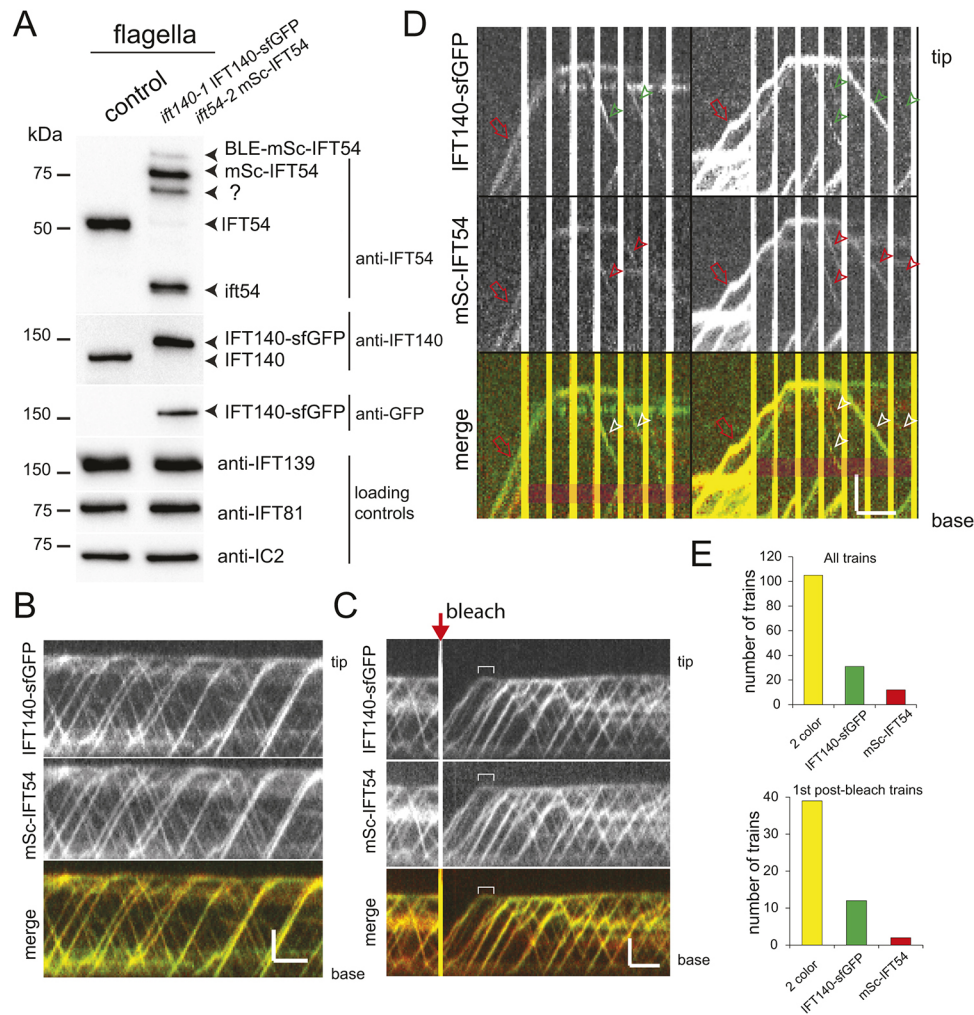 A
flagella
control
ift140-1 IFT140-sfGFP
ift54-2 mSc-IFT54
kDa
BLE-mSc-IFT54
75
mSc-IFT54
?
50
IFT54
anti-IFT54
ift54
150
IFT140-sfGFP
anti-IFT140
IFT140
150
IFT140-sfGFP
anti-GFP
150
anti-IFT139
75
anti-IFT81
loading
controls
75
anti-IC2
B
IFT140-sfGFP
mSc-IFT54
merge
tip
base
C
bleach
IFT140-sfGFP
mSc-IFT54
merge
tip
base
D
IFT140-sfGFP
mSc-IFT54
merge
tip
base
E
All trains
number of trains
120
100
80
60
40
20
0
2 color
IFT140-sfGFP
mSc-IFT54
1st post-bleach trains
number of trains
40
30
20
10
0
2 color
IFT140-sfGFP
mSc-IFT54